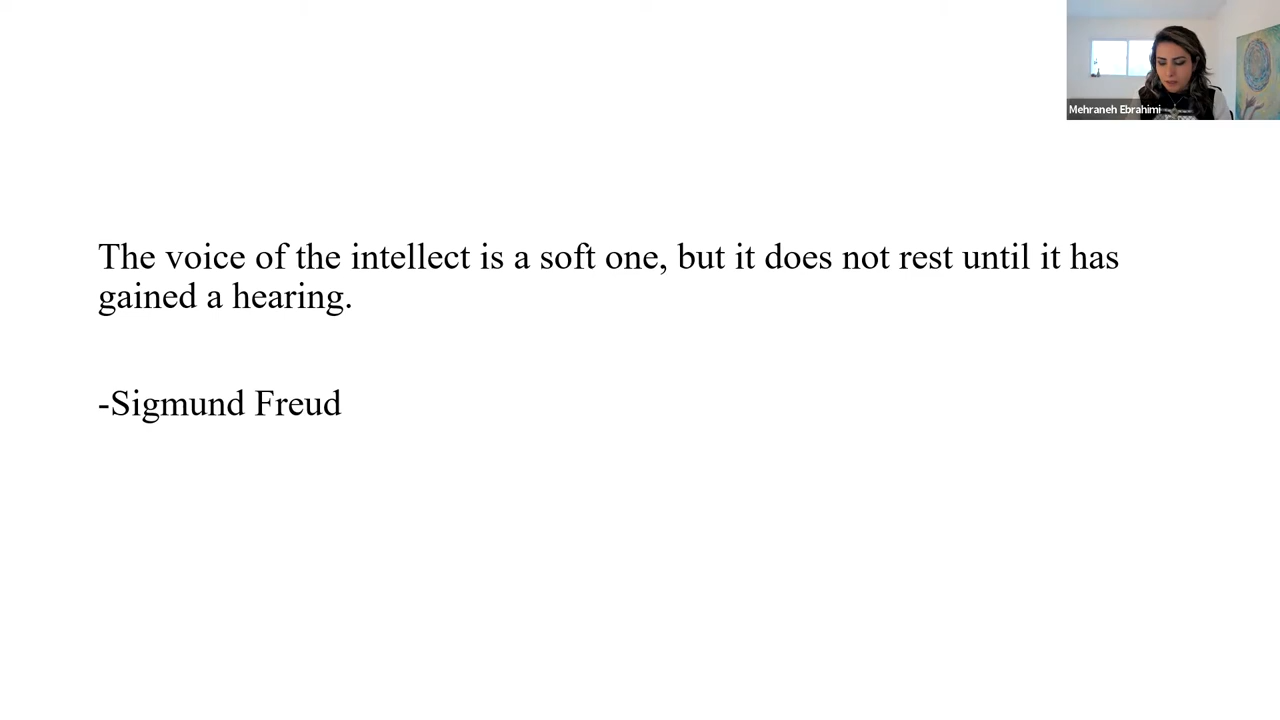 Mehraneh Ebrahimi
The voice of the intellect is a soft one, but it does not rest until it has
gained a hearing.
-Sigmund Freud